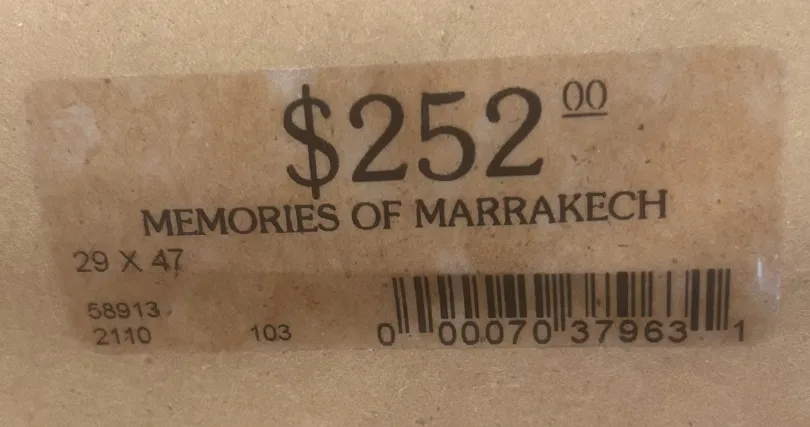 $252 00
MEMORIES OF MARRAKECH
29 X 47
58913
2110 103
0 00070 37963 1